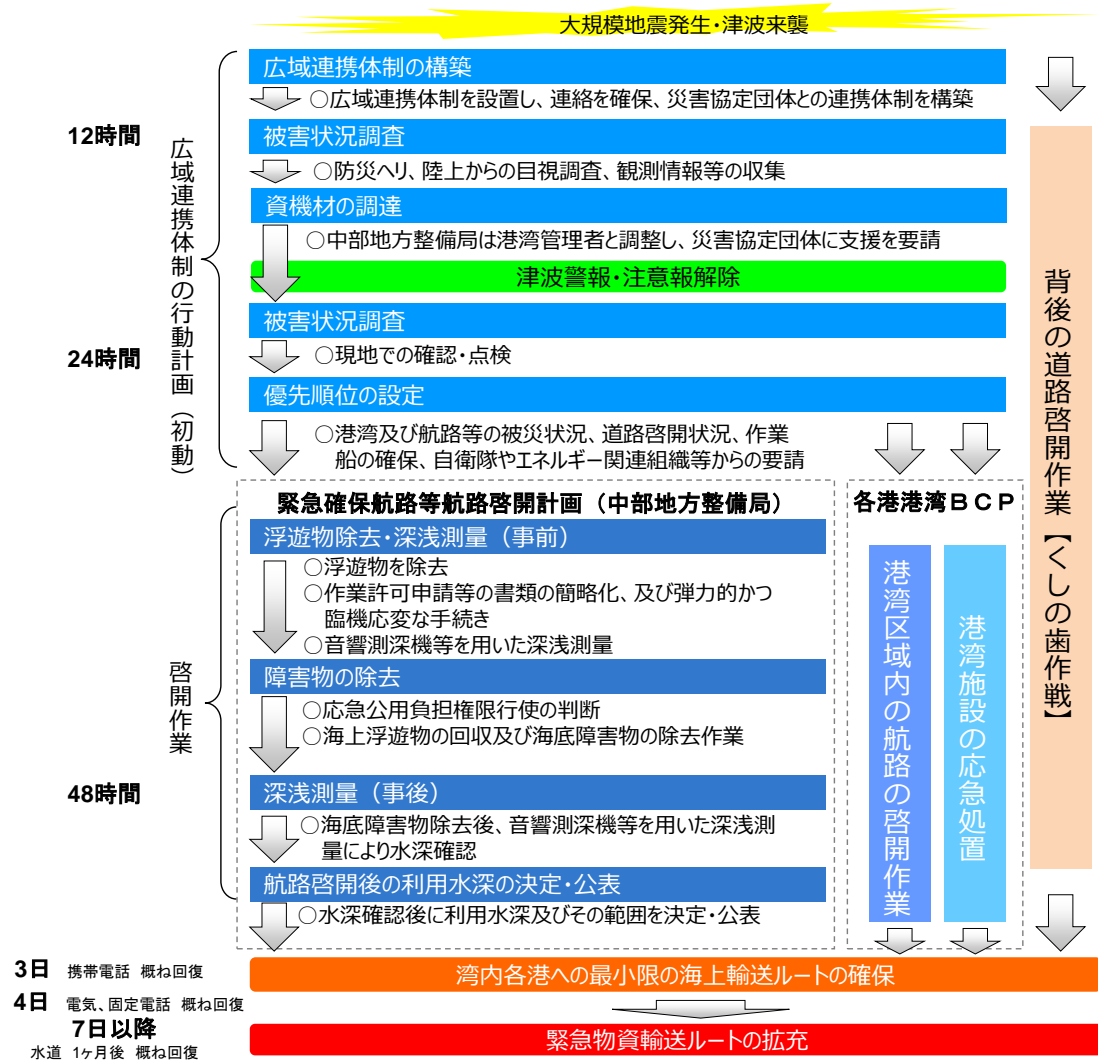 大規模地震発生・津波来襲
広域連携体制の構築
○広域連携体制を設置し、連絡を確保、災害協定団体との連携体制を構築
12時間
被害状況調査
○防災ヘリ、陸上からの目視調査、観測情報等の収集
資機材の調達
○中部地方整備局は港湾管理者と調整し、災害協定団体に支援を要請
津波警報・注意報解除
被害状況調査
24時間
○現地での確認・点検
優先順位の設定
○港湾及び航路等の被災状況、道路啓開状況、作業
船の確保、自衛隊やエネルギー関連組織等からの要請
広域連携体制の行動計画（初動）
緊急確保航路等航路啓開計画（中部地方整備局）
浮遊物除去・深浅測量（事前）
○浮遊物を除去
○作業許可申請等の書類の簡略化、及び弾力的かつ
臨機応変な手続き
○音響測深機等を用いた深浅測量
障害物の除去
○応急公用負担権限行使の判断
○海上浮遊物の回収及び海底障害物の除去作業
啓開作業
48時間
深浅測量（事後）
○海底障害物除去後、音響測深機等を用いた深浅測
量により水深確認
航路啓開後の利用水深の決定・公表
○水深確認後に利用水深及びその範囲を決定・公表
各港港湾ＢＣＰ
港湾区域内の航路の啓開作業
港湾施設の応急処置
背後の道路啓開作業【くしの歯作戦】
3日 携帯電話 概ね回復
湾内各港への最小限の海上輸送ルートの確保
4日 電気、固定電話 概ね回復
7日以降
緊急物資輸送ルートの拡充
水道 1ヶ月後 概ね回復